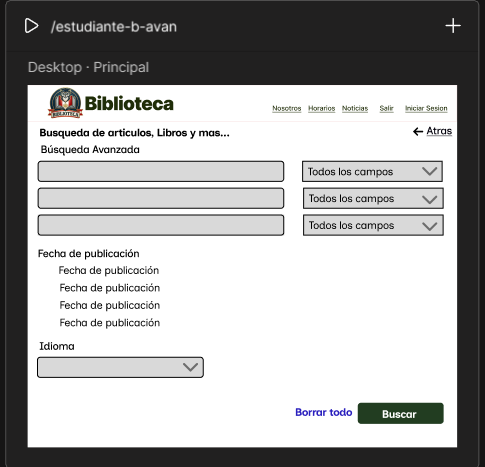 /estudiante-b-avan
Desktop · Principal
BIBLIOTECA
Biblioteca
Nosotros Horarios Noticias Salir Iniciar Sesion
Busqueda de articulos, Libros y mas...
← Atras
Búsqueda Avanzada
Todos los campos
Todos los campos
Todos los campos
Fecha de publicación
Fecha de publicación
Fecha de publicación
Fecha de publicación
Fecha de publicación
Idioma
Borrar todo Buscar